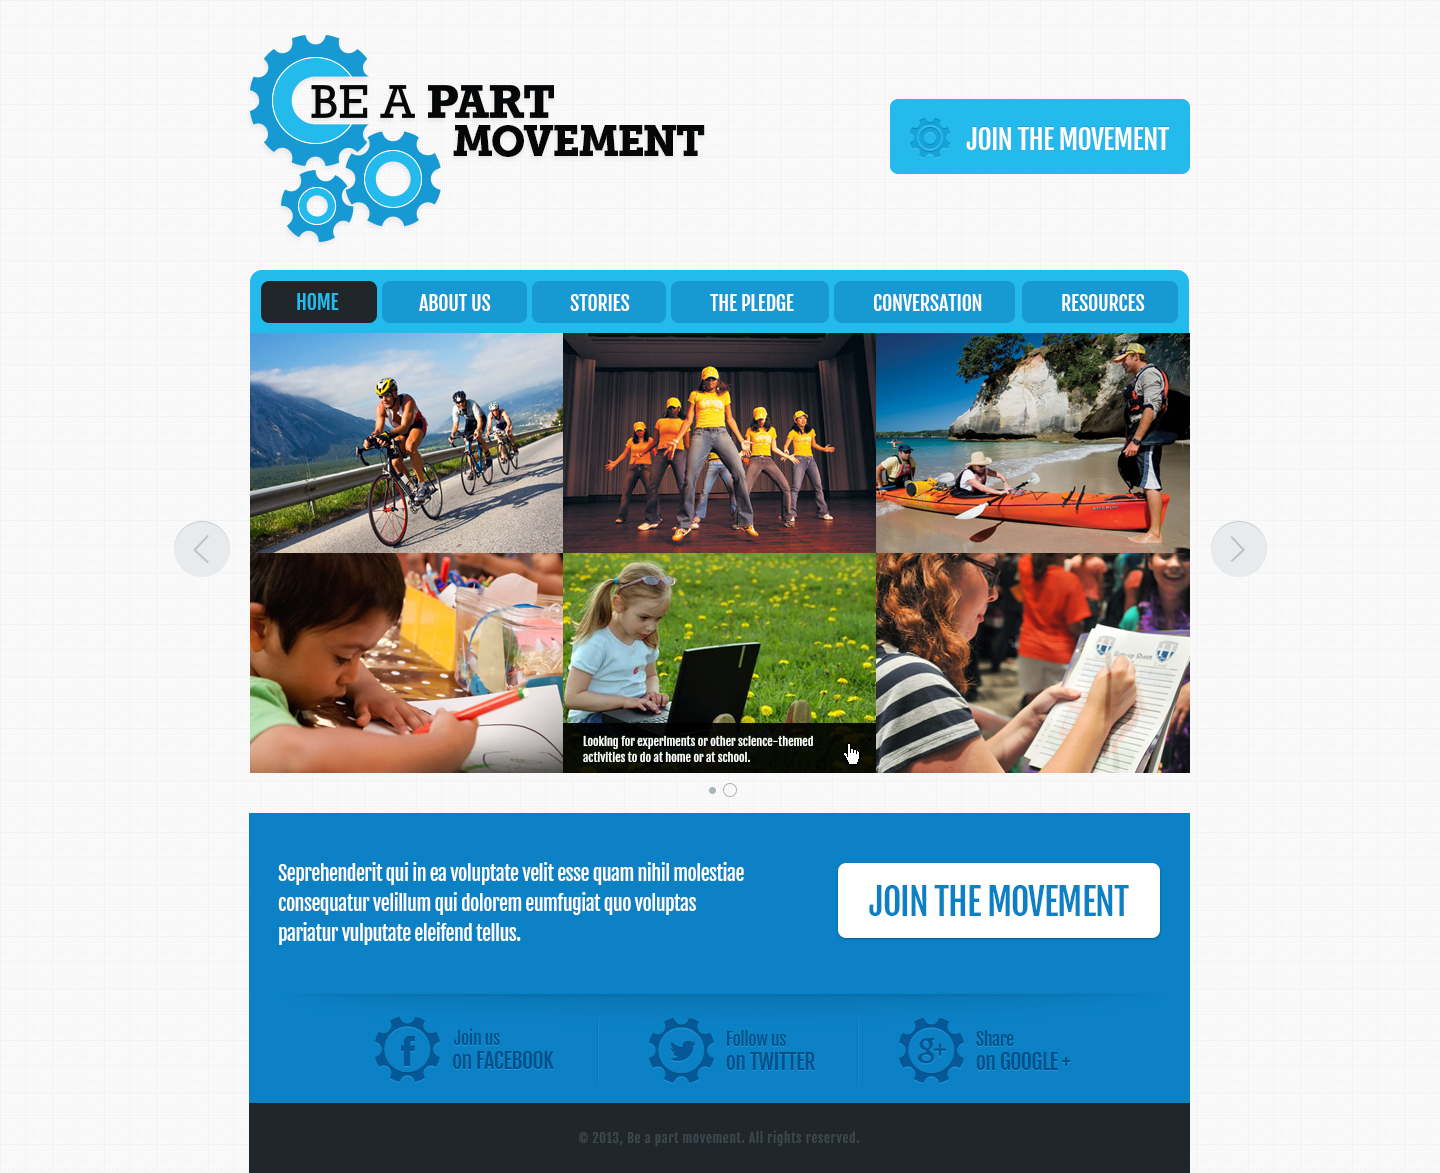 BE A PART
MOVEMENT
JOIN THE MOVEMENT
HOME
ABOUT US
STORIES
THE PLEDGE
CONVERSATION
RESOURCES
Looking for experiments or other science-themed
activities to do at home or at school.
Seprehenderit qui in ea voluptate velit esse quam nihil molestiae
consequatur velillum qui dolorem eumfugiat quo voluptas
pariatur vulputate eleifend tellus.
JOIN THE MOVEMENT
Join us
on FACEBOOK
Follow us
on TWITTER
Share
on GOOGLE +
© 2013, Be a part movement. All rights reserved.